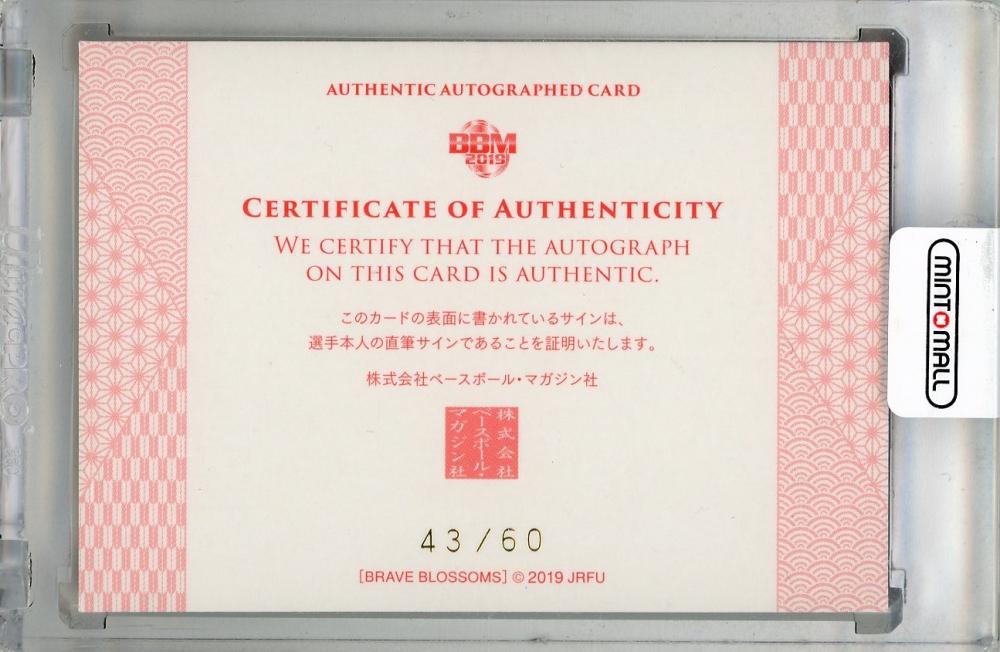 AUTHENTIC AUTOGRAPHED CARD
BBM
2019
CERTIFICATE OF AUTHENTICITY
WE CERTIFY THAT THE AUTOGRAPH
ON THIS CARD IS AUTHENTIC.
このカードの表面に書かれているサインは、
選手本人の直筆サインであることを証明いたします。
株式会社ベースボール・マガジン社
株式会社
ベースボール・
マガジン社
43/60
[BRAVE BLOSSOMS] © 2019 JRFU
MINTOMALL